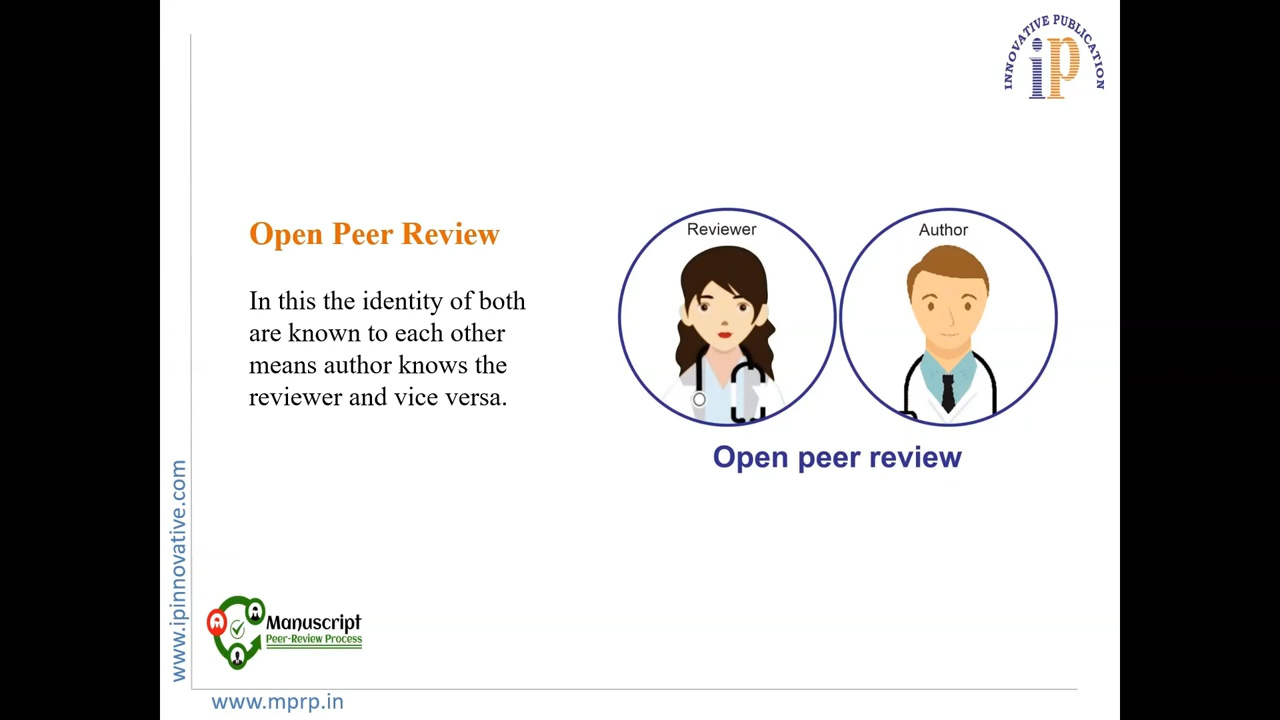 INNOVATIVE PUBLICATION
iP
Open Peer Review
In this the identity of both
are known to each other
means author knows the
reviewer and vice versa.
Reviewer
Author
Open peer review
www.ipinnovative.com
Manuscript
Peer-Review Process
www.mprp.in